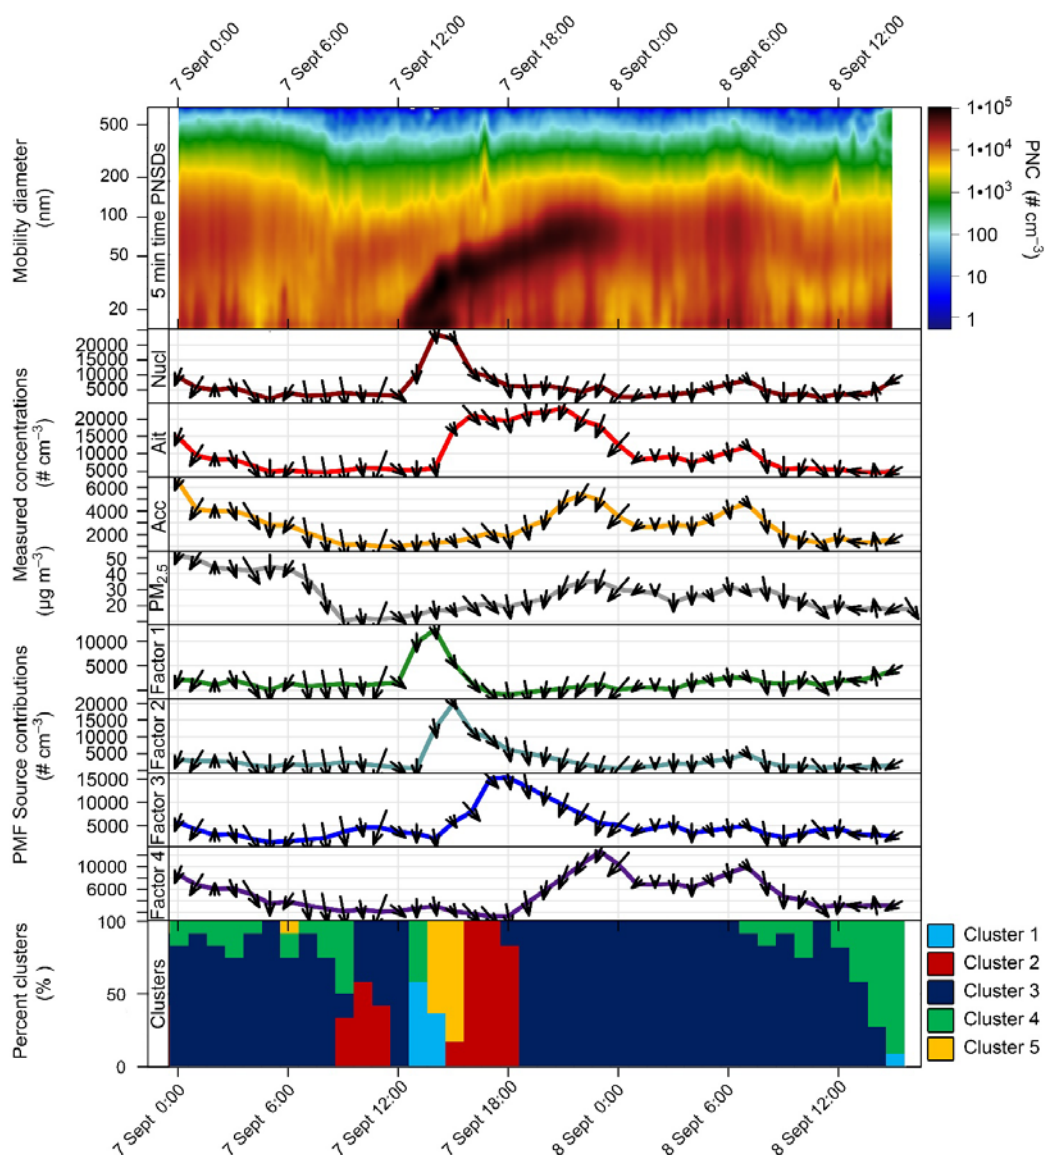 7 Sept 0:00
7 Sept 6:00
7 Sept 12:00
7 Sept 18:00
8 Sept 0:00
8 Sept 6:00
8 Sept 12:00
Mobility diameter
(nm)
500
200
100
50
20
5 min time PNSDs
1•10⁵
1•10⁴
1•10³
100
10
1
PNC (# cm⁻³)
Measured concentrations
(µg m⁻³) (# cm⁻³)
20000
15000
10000
5000
Nucl
20000
15000
10000
5000
Ait
6000
4000
2000
Acc
50
40
30
20
PM2.5
PMF Source contributions
(# cm⁻³)
10000
5000
Factor 1
20000
15000
10000
5000
Factor 2
15000
10000
5000
Factor 3
10000
6000
Factor 4
Percent clusters
(%)
100
50
0
Clusters
Cluster 1
Cluster 2
Cluster 3
Cluster 4
Cluster 5
7 Sept 0:00
7 Sept 6:00
7 Sept 12:00
7 Sept 18:00
8 Sept 0:00
8 Sept 6:00
8 Sept 12:00